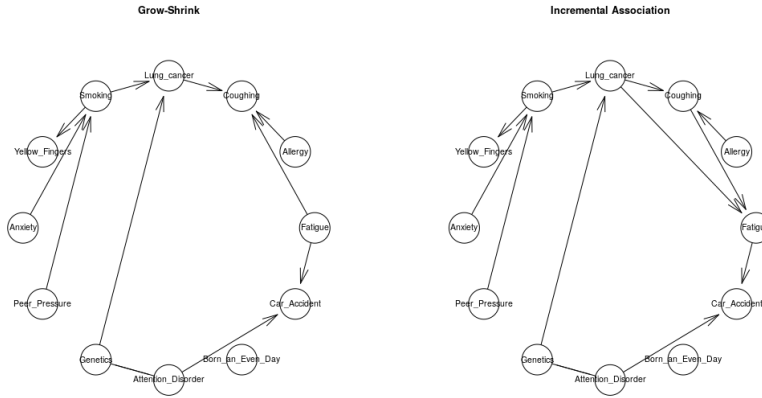 Grow-Shrink
Lung_cancer
Smoking
Coughing
Yellow_Fingers
Allergy
Anxiety
Fatigue
Peer_Pressure
Car_Accident
Genetics
Born_an_Even_Day
Attention_Disorder
Incremental Association
Lung_cancer
Smoking
Coughing
Yellow_Fingers
Allergy
Anxiety
Fatigu
Peer_Pressure
Car_Accident
Genetics
Born_an_Even_Day
Attention_Disorder